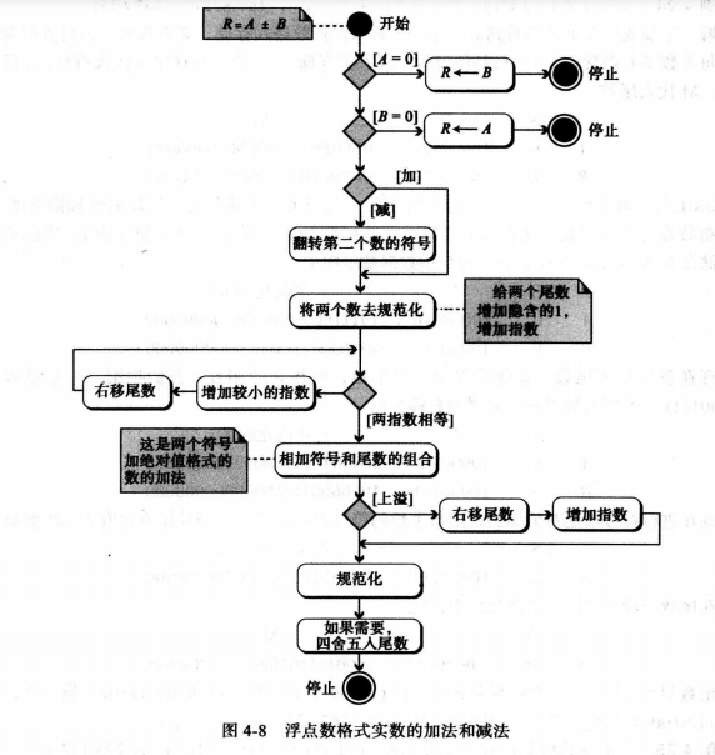 R = A ± B
开始
[A = 0]
R ← B
停止
[B = 0]
R ← A
停止
[加]
[减]
翻转第二个数的符号
将两个数去规范化
给两个尾数
增加隐含的1，
增加指数
右移尾数
增加较小的指数
[两指数相等]
这是两个符号
加绝对值格式的
数的加法
相加符号和尾数的组合
[上溢]
右移尾数
增加指数
规范化
如果需要，
四舍五入尾数
停止
图 4-8 浮点数格式实数的加法和减法